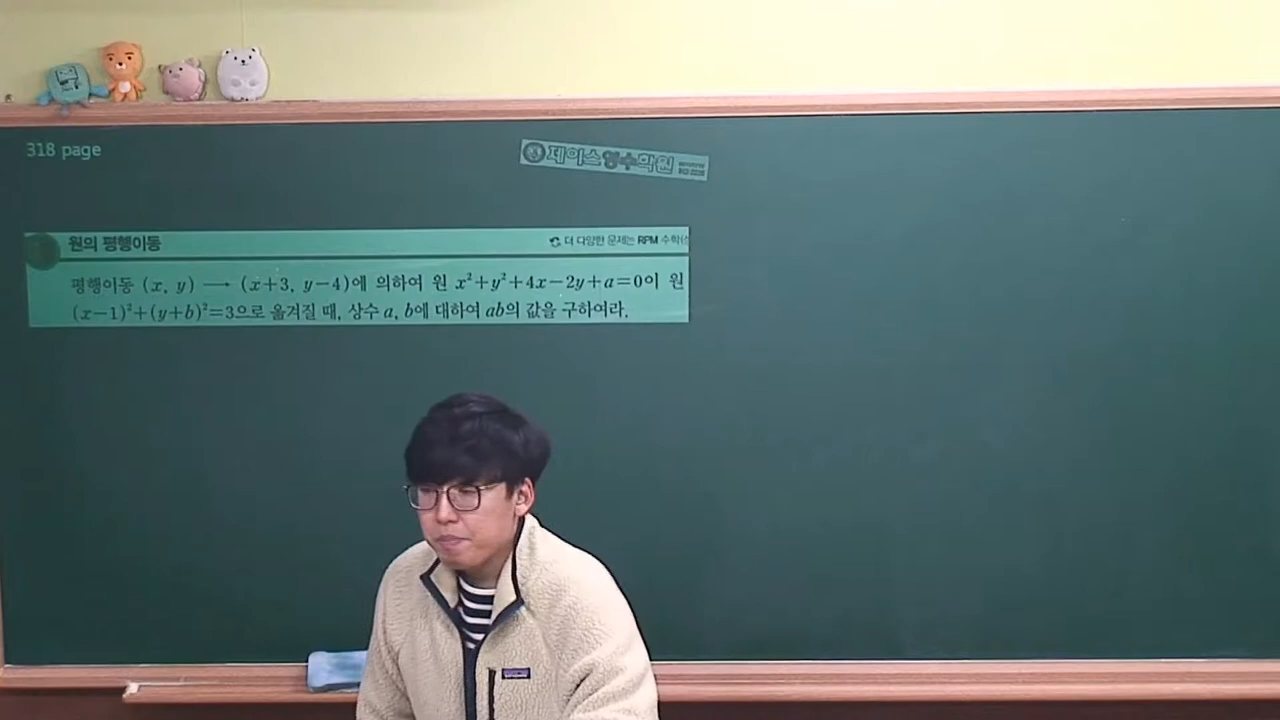 318 page
제이스영수학원
원의 평행이동
더 다양한 문제는 RPM 수학(상
평행이동 (x, y) ⟶ (x+3, y−4)에 의하여 원 x²+y²+4x−2y+a=0이 원
(x−1)²+(y+b)²=3으로 옮겨질 때, 상수 a, b에 대하여 ab의 값을 구하여라.